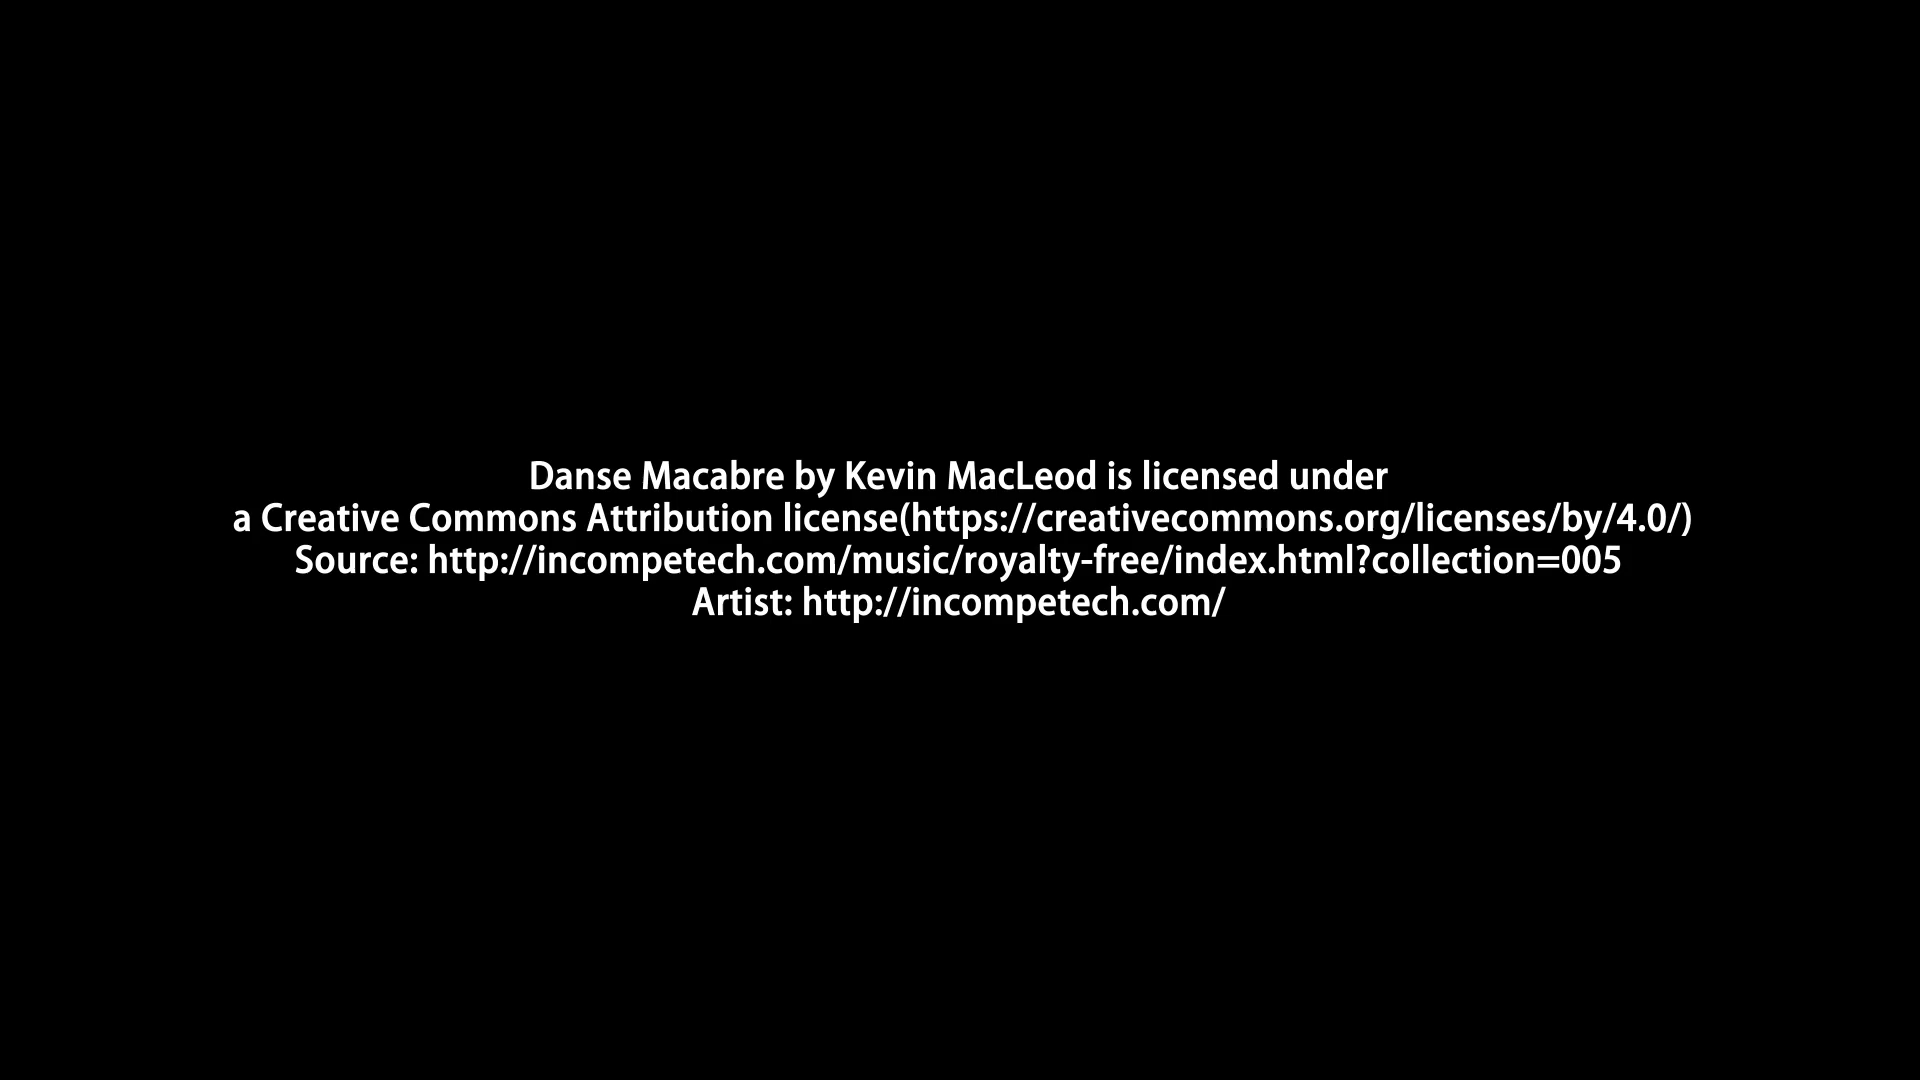 Danse Macabre by Kevin MacLeod is licensed under
a Creative Commons Attribution license(https://creativecommons.org/licenses/by/4.0/)
Source: http://incompetech.com/music/royalty-free/index.html?collection=005
Artist: http://incompetech.com/